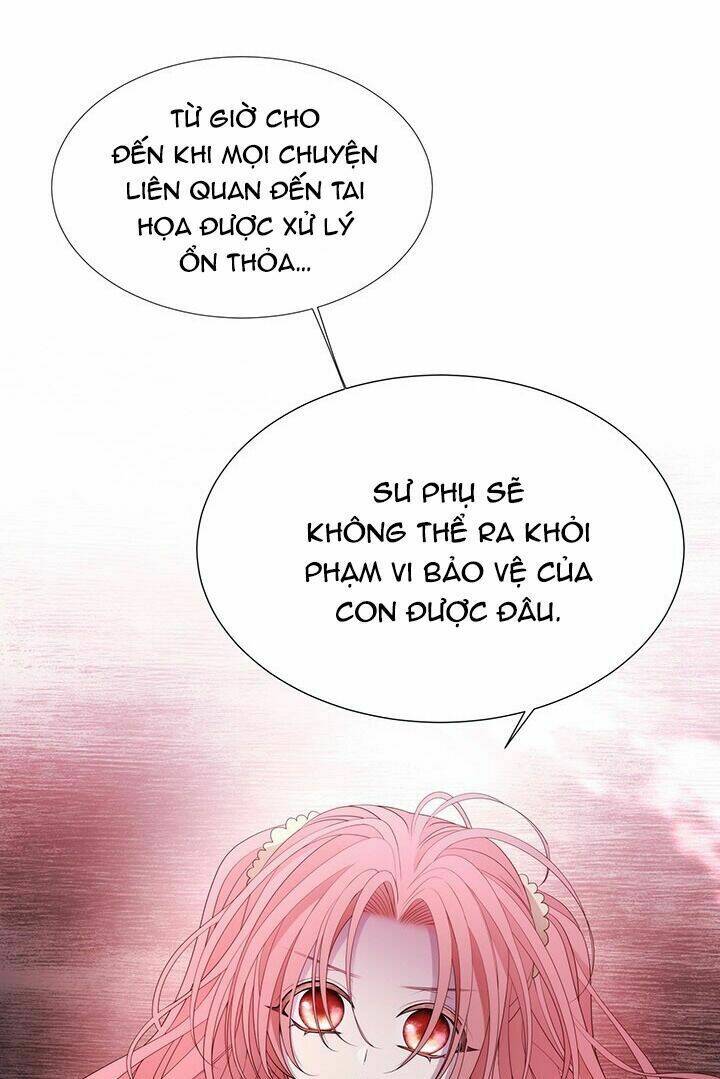 TỪ GIỜ CHO
ĐẾN KHI MỌI CHUYỆN
LIÊN QUAN ĐẾN TAI
HỌA ĐƯỢC XỬ LÝ
ỔN THỎA...
SƯ PHỤ SẼ
KHÔNG THỂ RA KHỎI
PHẠM VI BẢO VỆ CỦA
CON ĐƯỢC ĐÂU.